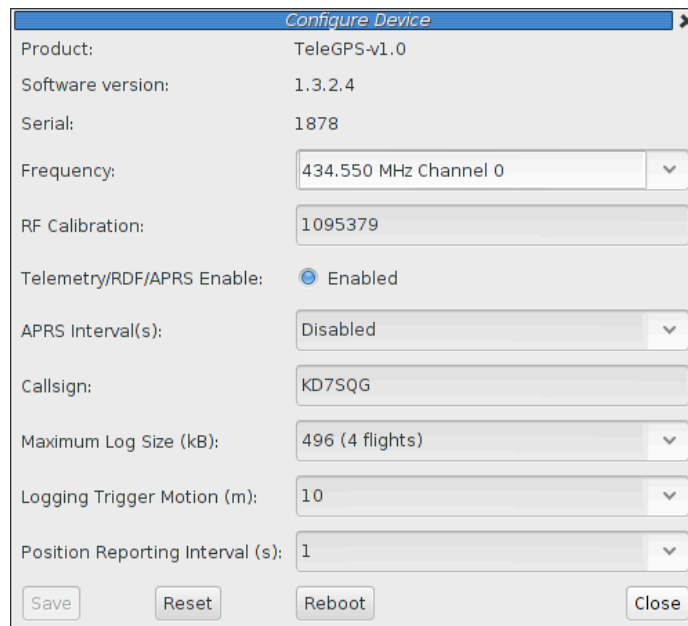 Configure Device
Product: TeleGPS-v1.0
Software version: 1.3.2.4
Serial: 1878
Frequency: 434.550 MHz Channel 0
RF Calibration: 1095379
Telemetry/RDF/APRS Enable: Enabled
APRS Interval(s): Disabled
Callsign: KD7SQG
Maximum Log Size (kB): 496 (4 flights)
Logging Trigger Motion (m): 10
Position Reporting Interval (s): 1
Save Reset Reboot Close